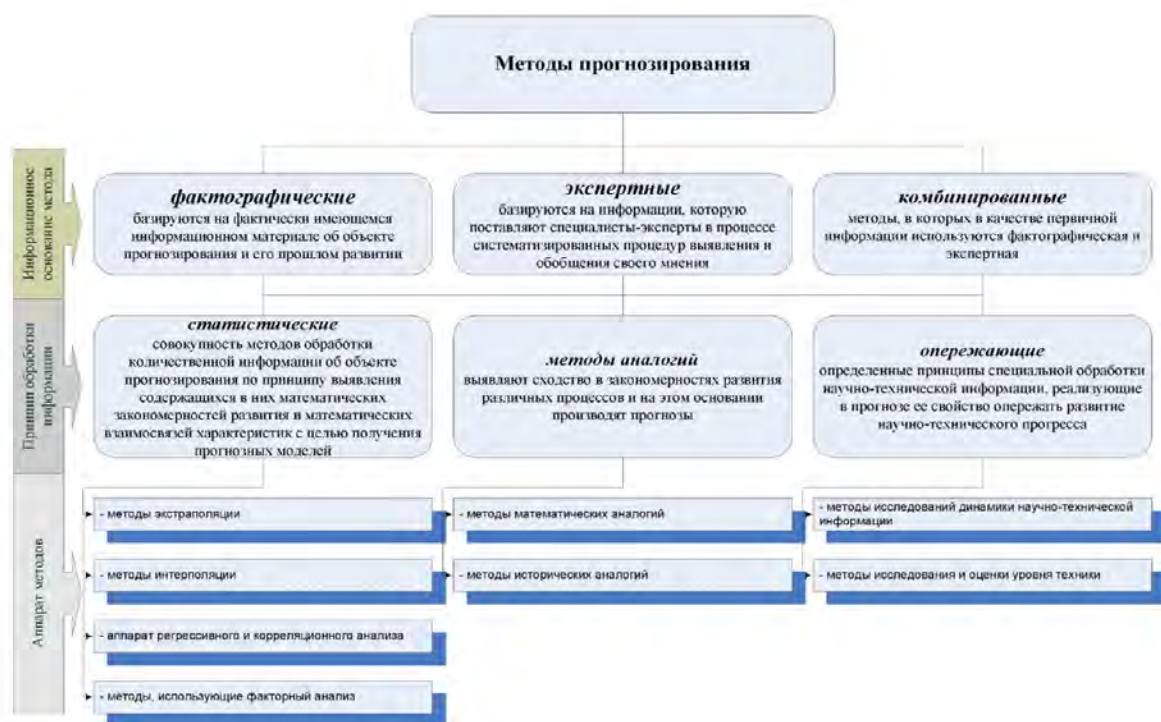 Методы прогнозирования
Информационное
основание метода
фактографические
базируются на фактически имеющемся
информационном материале об объекте
прогнозирования и его прошлом развитии
экспертные
базируются на информации, которую
поставляют специалисты-эксперты в процессе
систематизированных процедур выявления и
обобщения своего мнения
комбинированные
методы, в которых в качестве первичной
информации используются фактографическая и
экспертная
Принципы обработки
информации
статистические
совокупность методов обработки
количественной информации об объекте
прогнозирования по принципу выявления
содержащихся в них математических
закономерностей развития и математических
взаимосвязей характеристик с целью получения
прогнозных моделей
методы аналогий
выявляют сходство в закономерностях развития
различных процессов и на этом основании
производят прогнозы
опережающие
определенные принципы специальной обработки
научно-технической информации, реализующие
в прогнозе ее свойство опережать развитие
научно-технического прогресса
Аппарат методов
- методы экстраполяции
- методы интерполяции
- аппарат регрессивного и корреляционного анализа
- методы, использующие факторный анализ
- методы математических аналогий
- методы исторических аналогий
- методы исследований динамики научно-технической
информации
- методы исследования и оценки уровня техники